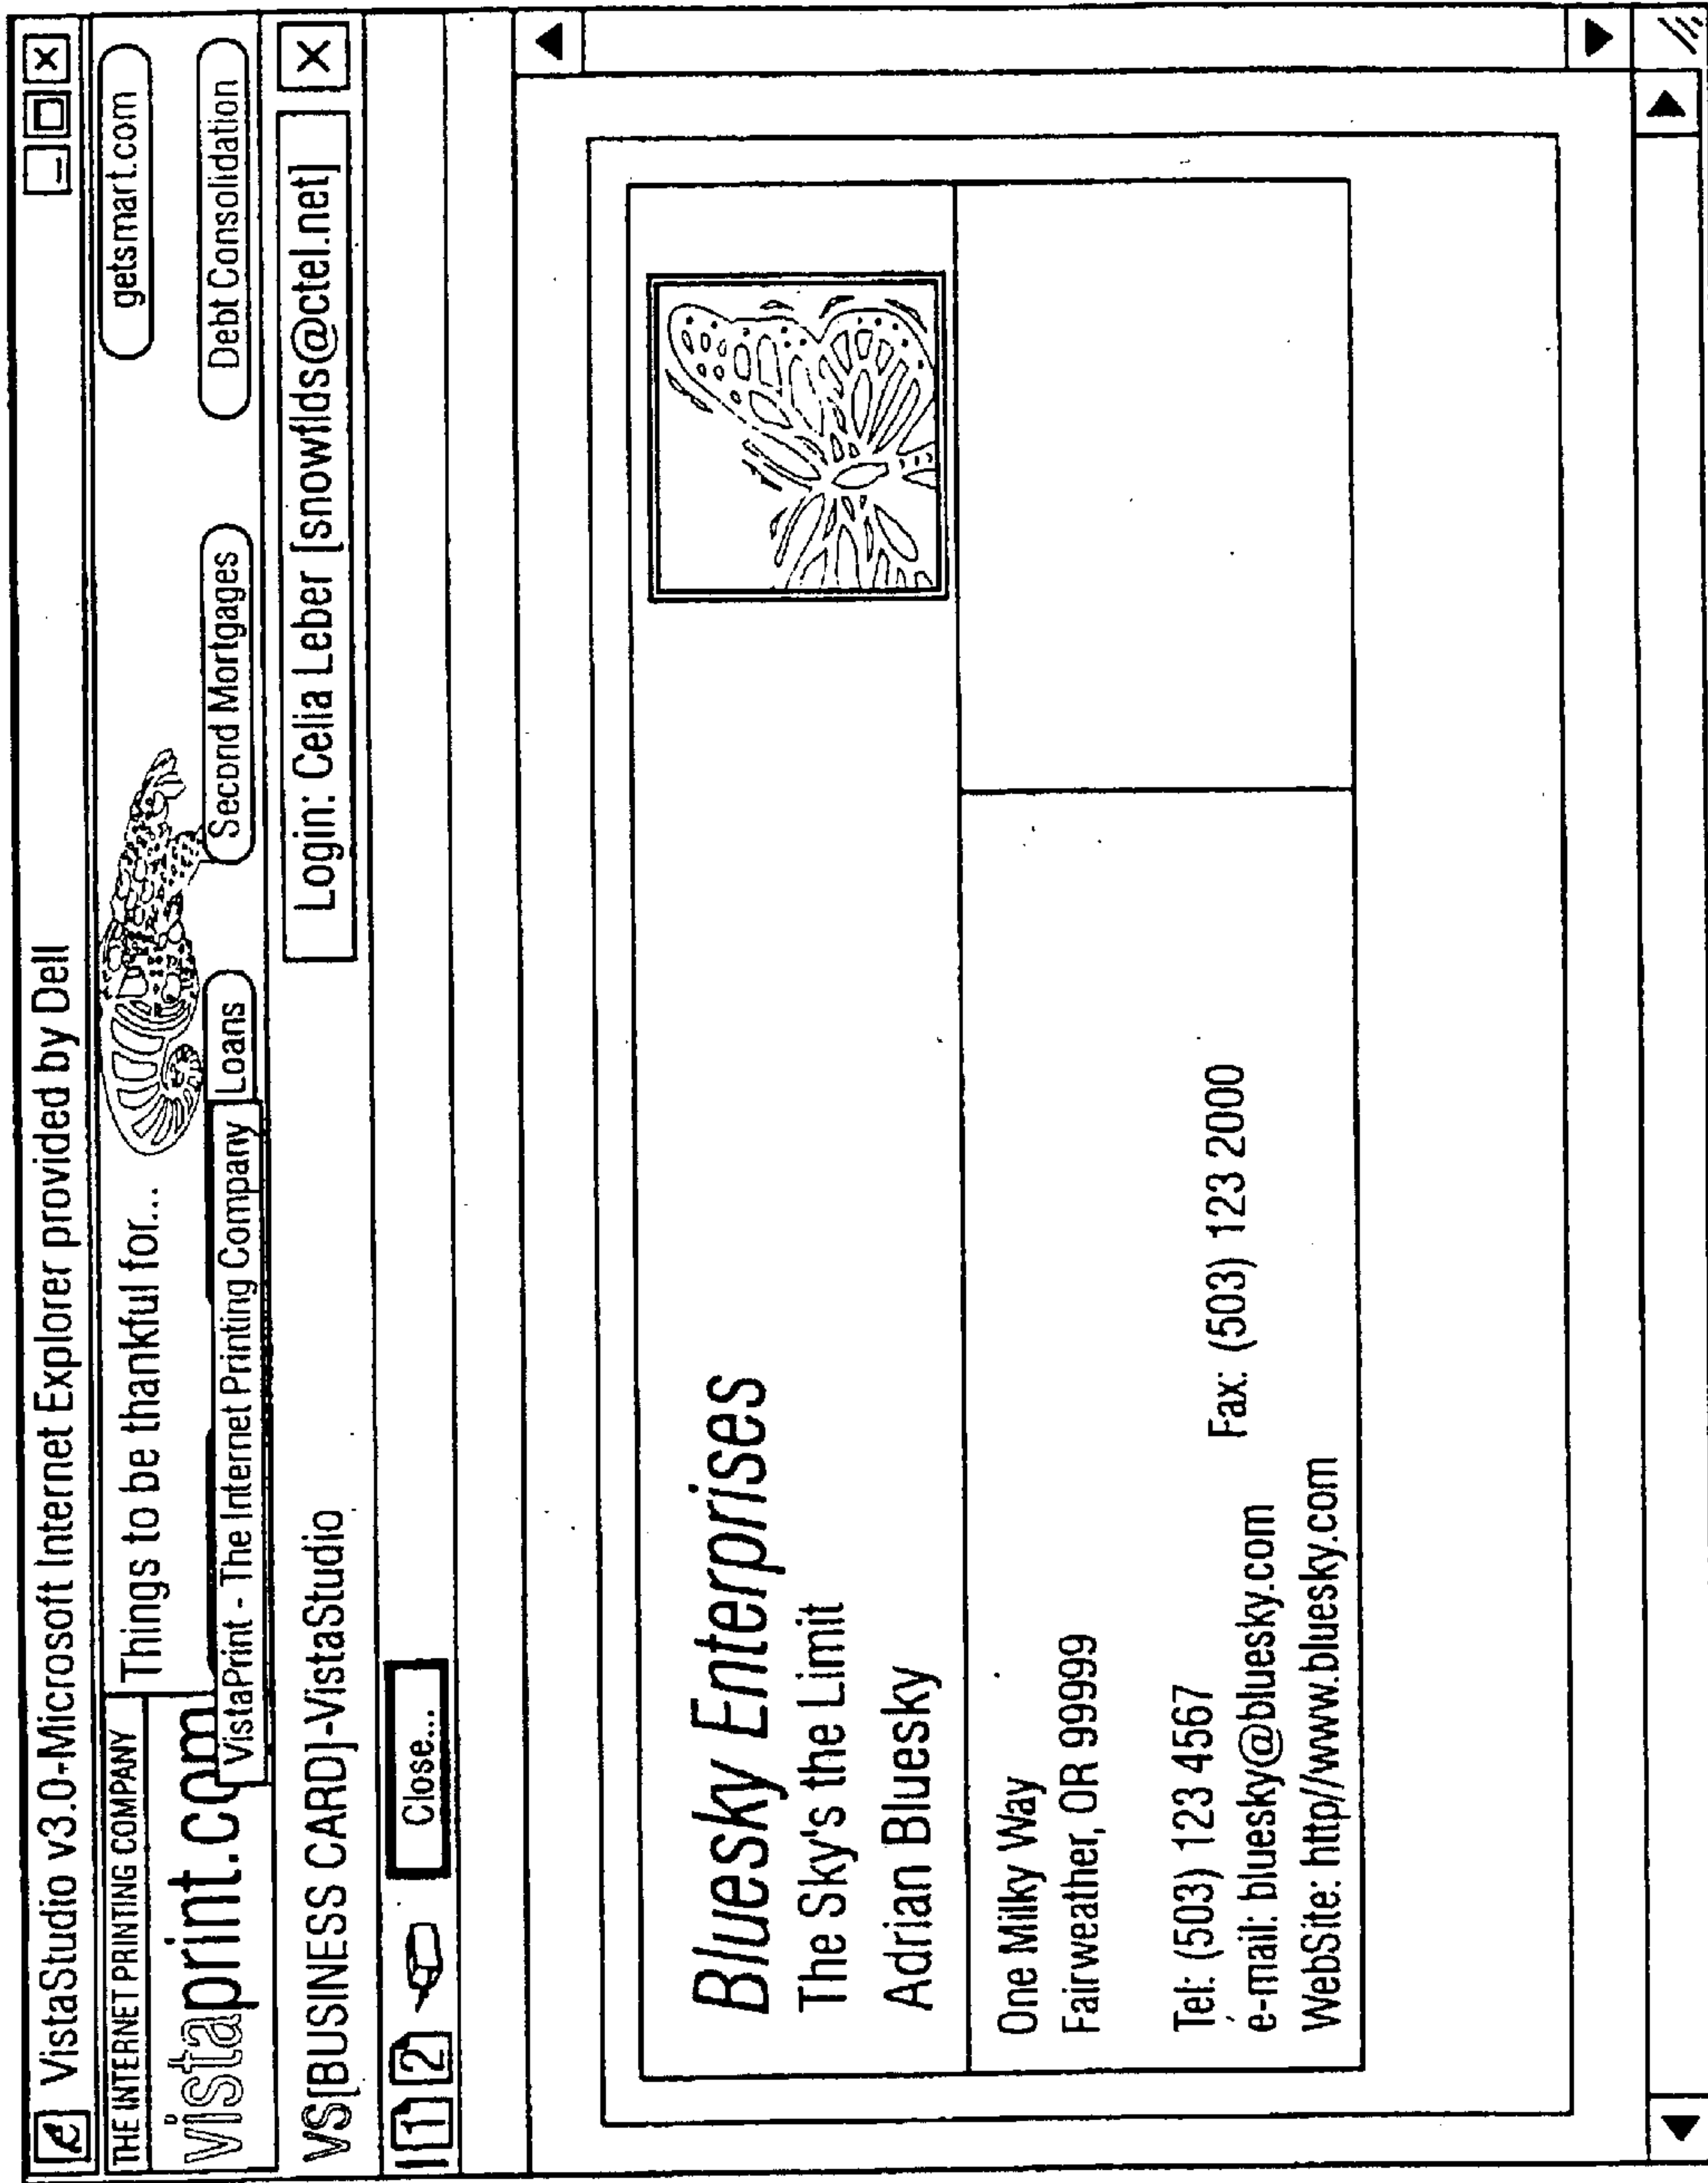 VistaStudio v3.0-Microsoft Internet Explorer provided by Dell
THE INTERNET PRINTING COMPANY
vistaprint.com
Things to be thankful for...
getsmart.com
VistaPrint - The Internet Printing Company
Loans
Second Mortgages
Debt Consolidation
VS[BUSINESS CARD]-VistaStudio
Login: Celia Leber [snowflds@ctel.net]
1 2 Close...
Bluesky Enterprises
The Sky's the Limit
Adrian Bluesky
One Milky Way
Fairweather, OR 99999
Tel: (503) 123 4567
Fax: (503) 123 2000
e-mail: bluesky@bluesky.com
WebSite: http//www.bluesky.com